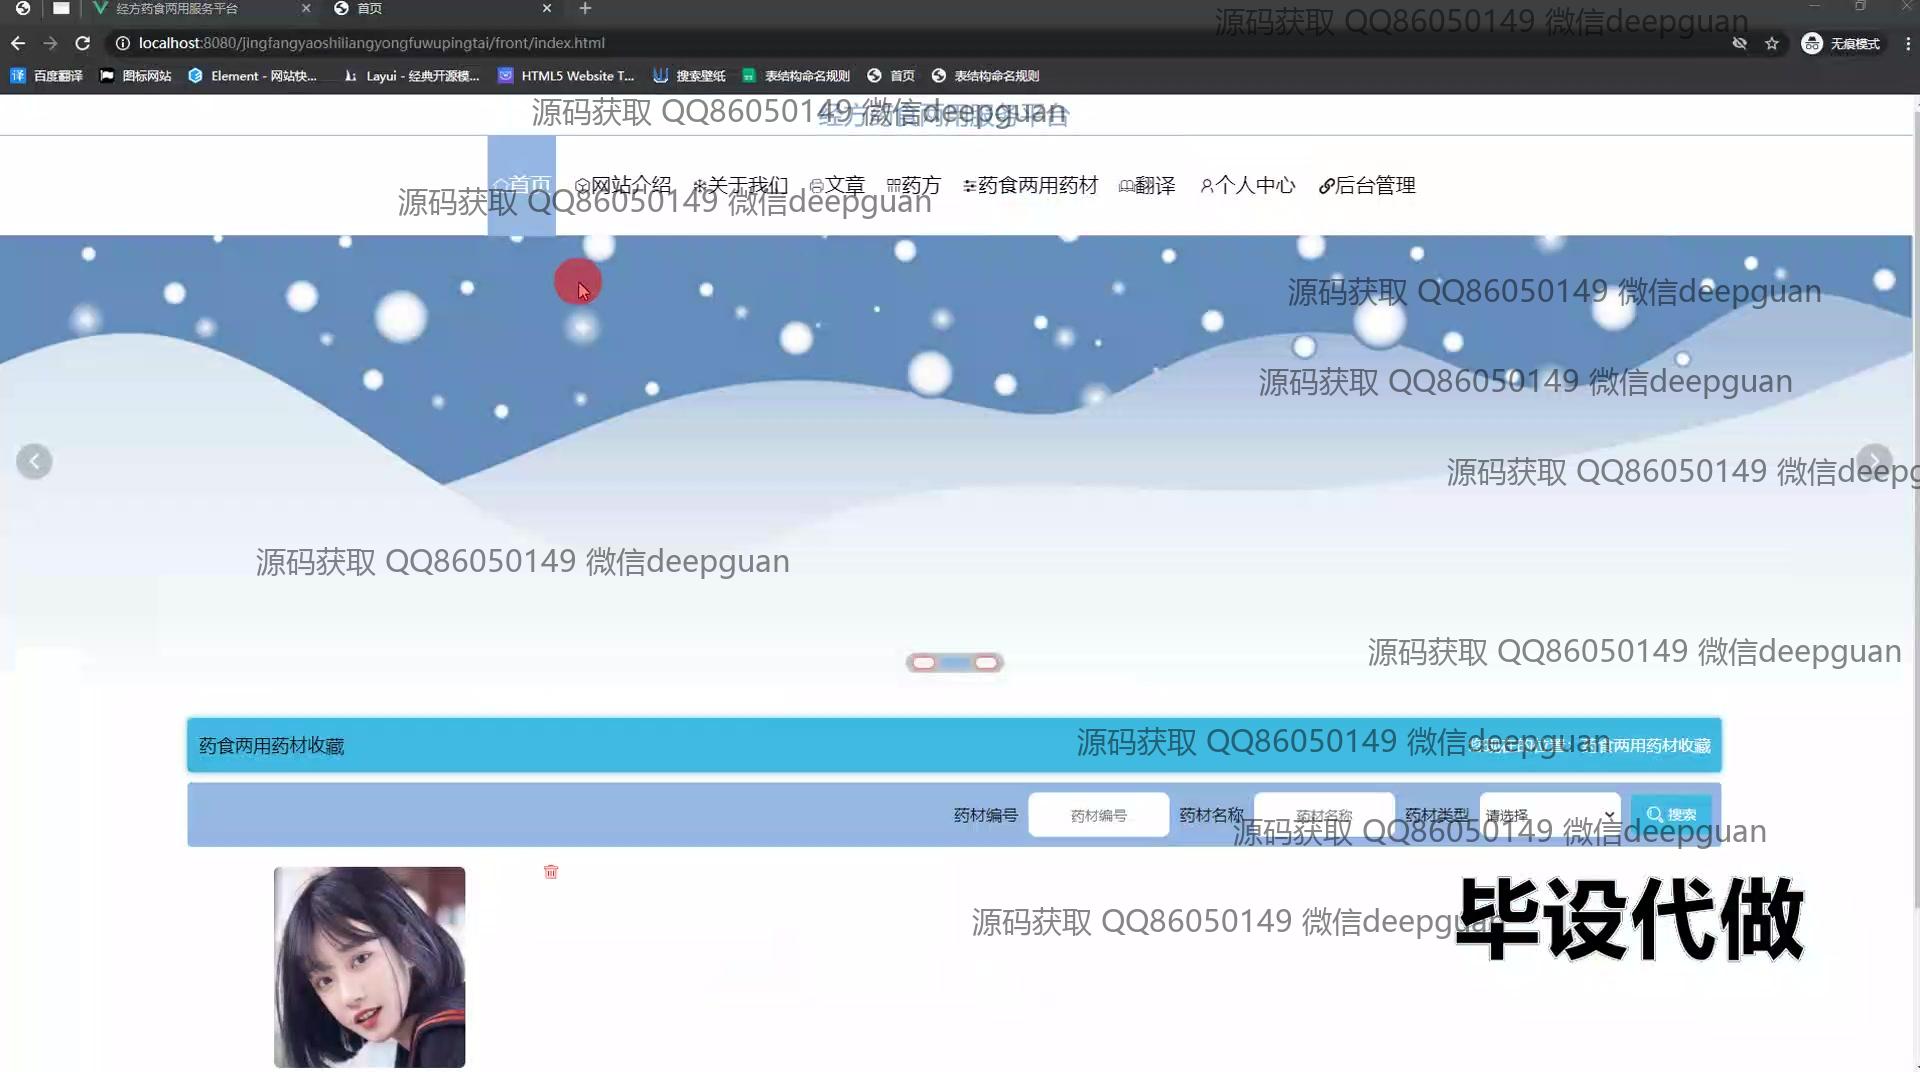 经方药食两用服务平台
首页
源码获取 QQ86050149 微信deepguan
localhost:8080/jingfangyaoshiliangyongfuwupingtai/front/index.html
无痕模式
百度翻译 图标网站 Element - 网站快... Layui - 经典开源模... HTML5 Website T... 搜索壁纸 表结构命名规则 首页 表结构命名规则
经方药食两用服务平台
源码获取 QQ86050149 微信deepguan
首页 网站介绍 关于我们 文章 药方 药食两用药材 翻译 个人中心 后台管理
源码获取 QQ86050149 微信deepguan
源码获取 QQ86050149 微信deepguan
源码获取 QQ86050149 微信deepguan
源码获取 QQ86050149 微信deepg
源码获取 QQ86050149 微信deepguan
源码获取 QQ86050149 微信deepguan
药食两用药材收藏
源码获取 QQ86050149 微信deepguan
您现在的位置: 药食两用药材收藏
药材编号 药材编号 药材名称 药材名称 药材类型 请选择 搜索
源码获取 QQ86050149 微信deepguan
源码获取 QQ86050149 微信deepguan
毕设代做